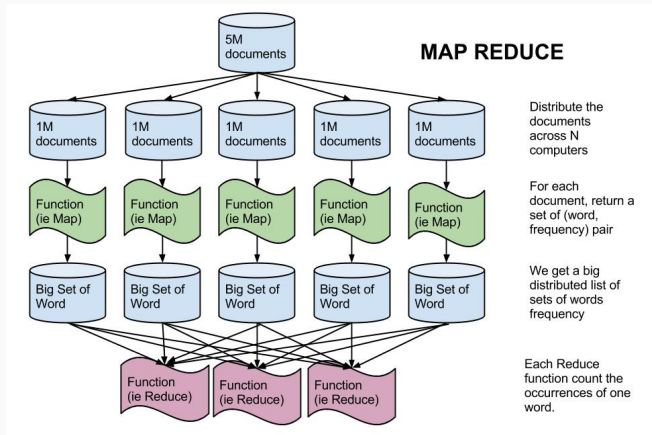 5M
documents
MAP REDUCE
1M
documents
1M
documents
1M
documents
1M
documents
1M
documents
Distribute the
documents
across N
computers
Function
(ie Map)
Function
(ie Map)
Function
(ie Map)
Function
(ie Map)
Function
(ie Map)
For each
document, return a
set of (word,
frequency) pair
Big Set of
Word
Big Set of
Word
Big Set of
Word
Big Set of
Word
Big Set of
Word
We get a big
distributed list of
sets of words
frequency
Function
(ie Reduce)
Function
(ie Reduce)
Function
(ie Reduce)
Each Reduce
function count the
occurrences of one
word.